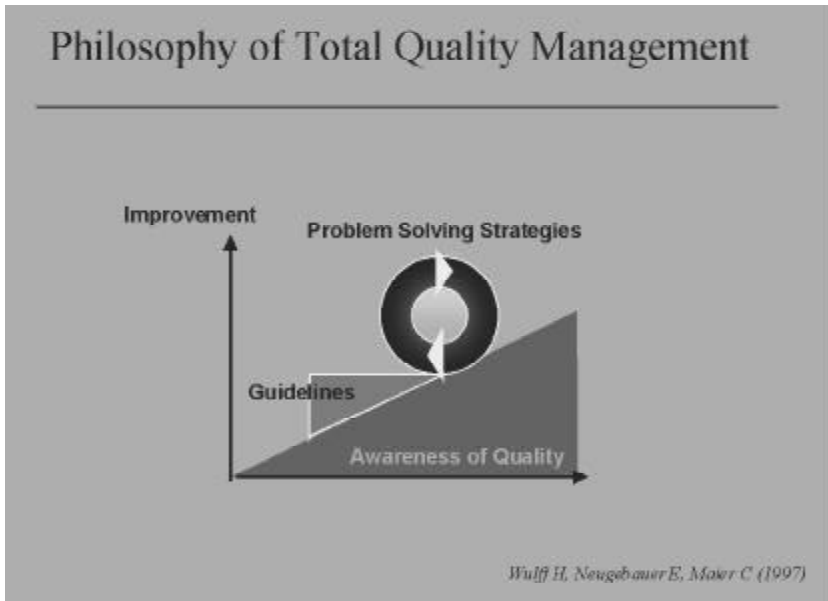 Philosophy of Total Quality Management
Improvement
Problem Solving Strategies
Guidelines
Awareness of Quality
Wulff H, Neugebauer E, Maier C (1997)